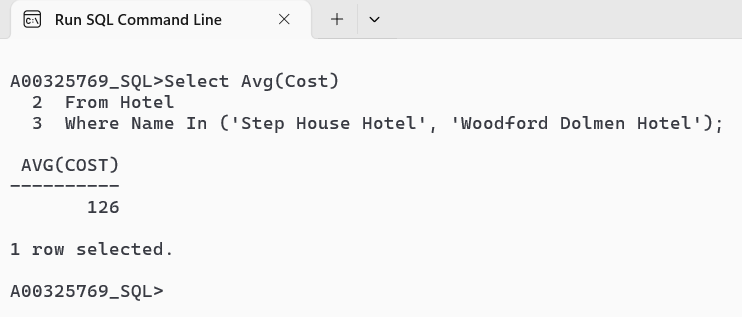 Run SQL Command Line
A00325769_SQL>Select Avg(Cost)
2 From Hotel
3 Where Name In ('Step House Hotel', 'Woodford Dolmen Hotel');
AVG(COST)
----------
126
1 row selected.
A00325769_SQL>